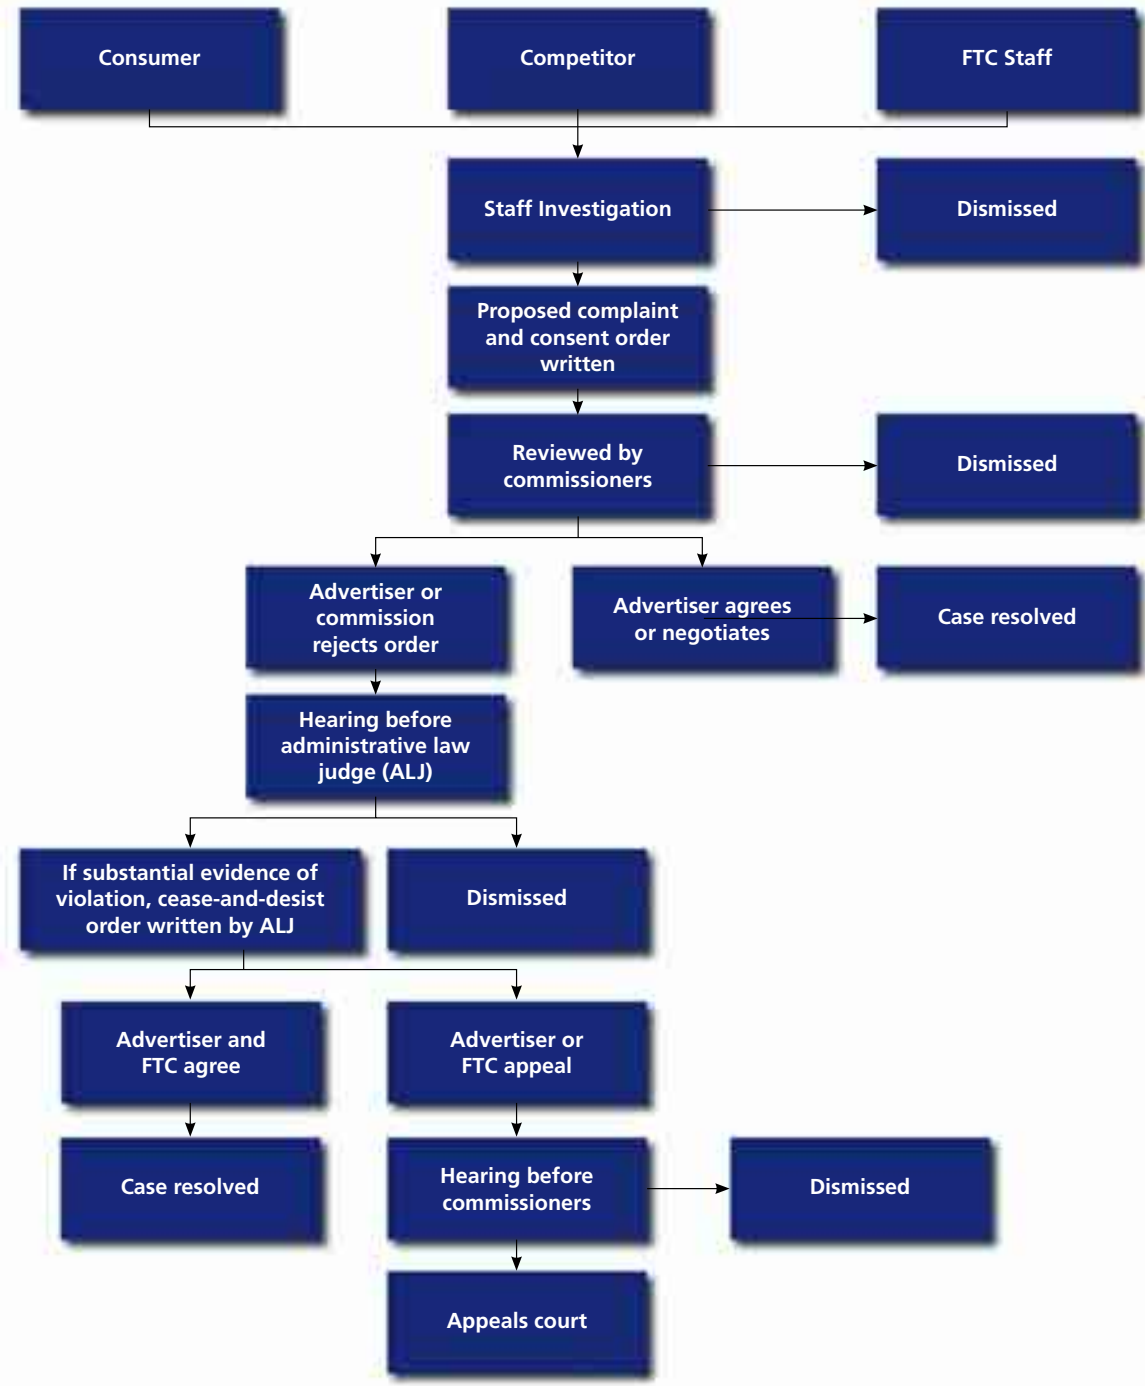 Consumer
Competitor
FTC Staff
Staff Investigation
Dismissed
Proposed complaint
and consent order
written
Reviewed by
commissioners
Dismissed
Advertiser or
commission
rejects order
Advertiser agrees
or negotiates
Case resolved
Hearing before
administrative law
judge (ALJ)
If substantial evidence of
violation, cease-and-desist
order written by ALJ
Dismissed
Advertiser and
FTC agree
Advertiser or
FTC appeal
Case resolved
Hearing before
commissioners
Dismissed
Appeals court